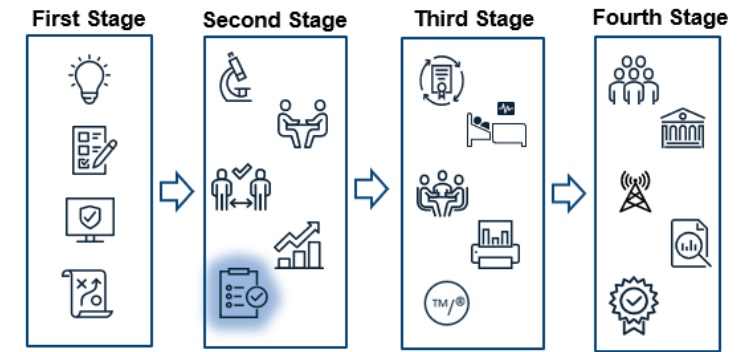 First Stage
Second Stage
Third Stage
Fourth Stage
TM/®